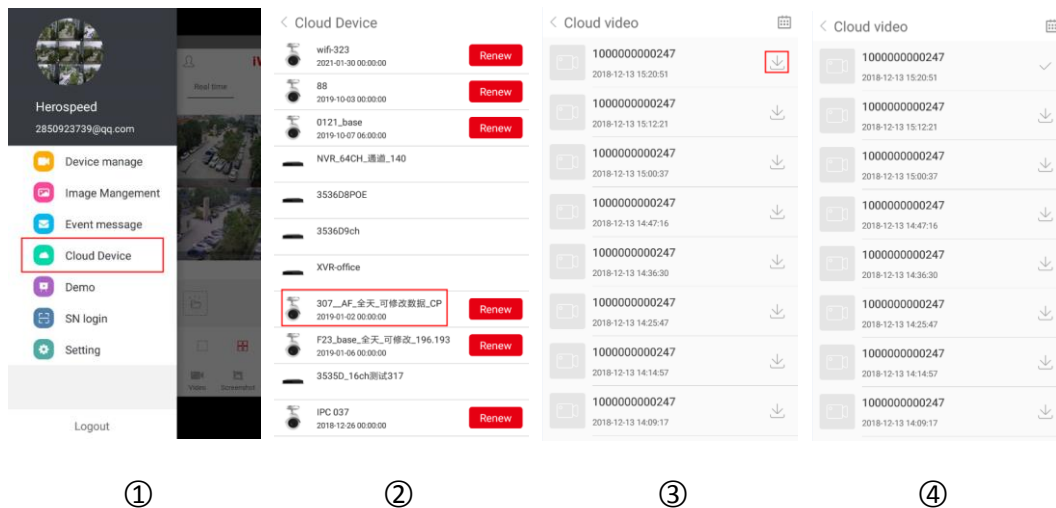 Herospeed
2850923739@qq.com
Device manage
Image Mangement
Event message
Cloud Device
Demo
SN login
Setting
Logout
Real time
Video
Screenshot
Cloud Device
wifi-323
2021-01-30 00:00:00
Renew
88
2019-10-03 00:00:00
Renew
0121_base
2019-10-07 06:00:00
Renew
NVR_64CH_通道_140
3536D8POE
3536D9ch
XVR-office
307__AF_全天_可修改数据_CP
2019-01-02 00:00:00
Renew
F23_base_全天_可修改_196.193
2019-01-06 00:00:00
Renew
3535D_16ch测试317
IPC 037
2018-12-26 00:00:00
Renew
Cloud video
1000000000247
2018-12-13 15:20:51
1000000000247
2018-12-13 15:12:21
1000000000247
2018-12-13 15:00:37
1000000000247
2018-12-13 14:47:16
1000000000247
2018-12-13 14:36:30
1000000000247
2018-12-13 14:25:47
1000000000247
2018-12-13 14:14:57
1000000000247
2018-12-13 14:09:17
Cloud video
1000000000247
2018-12-13 15:20:51
1000000000247
2018-12-13 15:12:21
1000000000247
2018-12-13 15:00:37
1000000000247
2018-12-13 14:47:16
1000000000247
2018-12-13 14:36:30
1000000000247
2018-12-13 14:25:47
1000000000247
2018-12-13 14:14:57
1000000000247
2018-12-13 14:09:17
① ② ③ ④